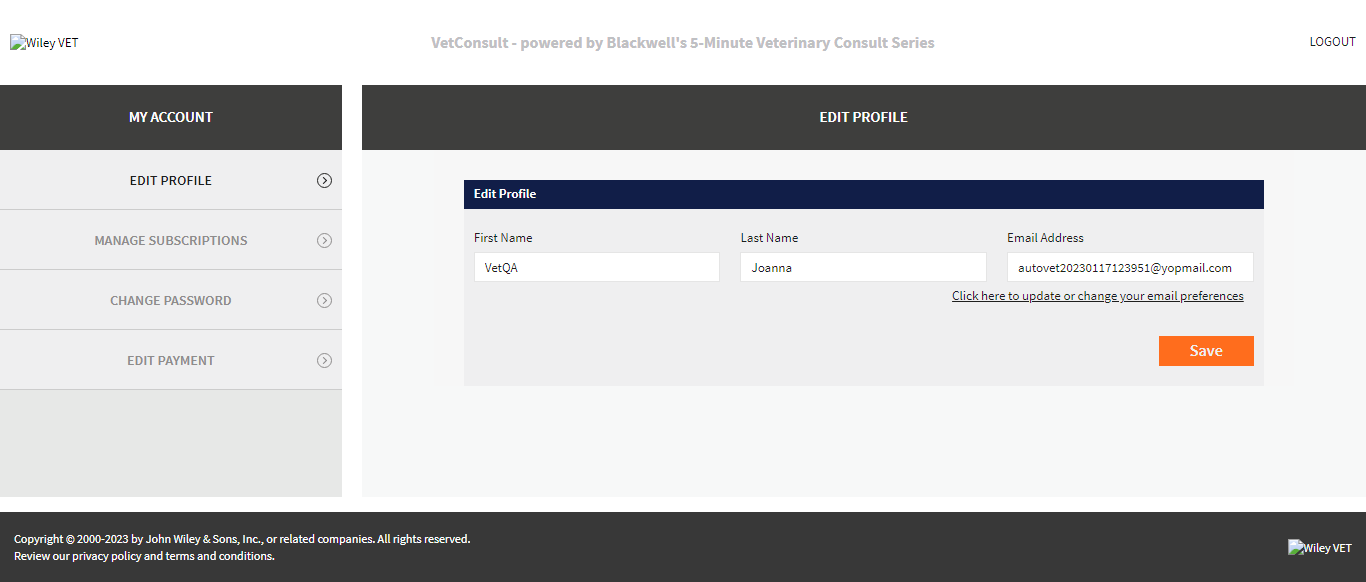 Wiley VET
VetConsult - powered by Blackwell's 5-Minute Veterinary Consult Series
LOGOUT
MY ACCOUNT
EDIT PROFILE
MANAGE SUBSCRIPTIONS
CHANGE PASSWORD
EDIT PAYMENT
EDIT PROFILE
Edit Profile
First Name
Last Name
Email Address
VetQA
Joanna
autovet20230117123951@yopmail.com
Click here to update or change your email preferences
Save
Copyright © 2000-2023 by John Wiley & Sons, Inc., or related companies. All rights reserved.
Review our privacy policy and terms and conditions.
Wiley VET